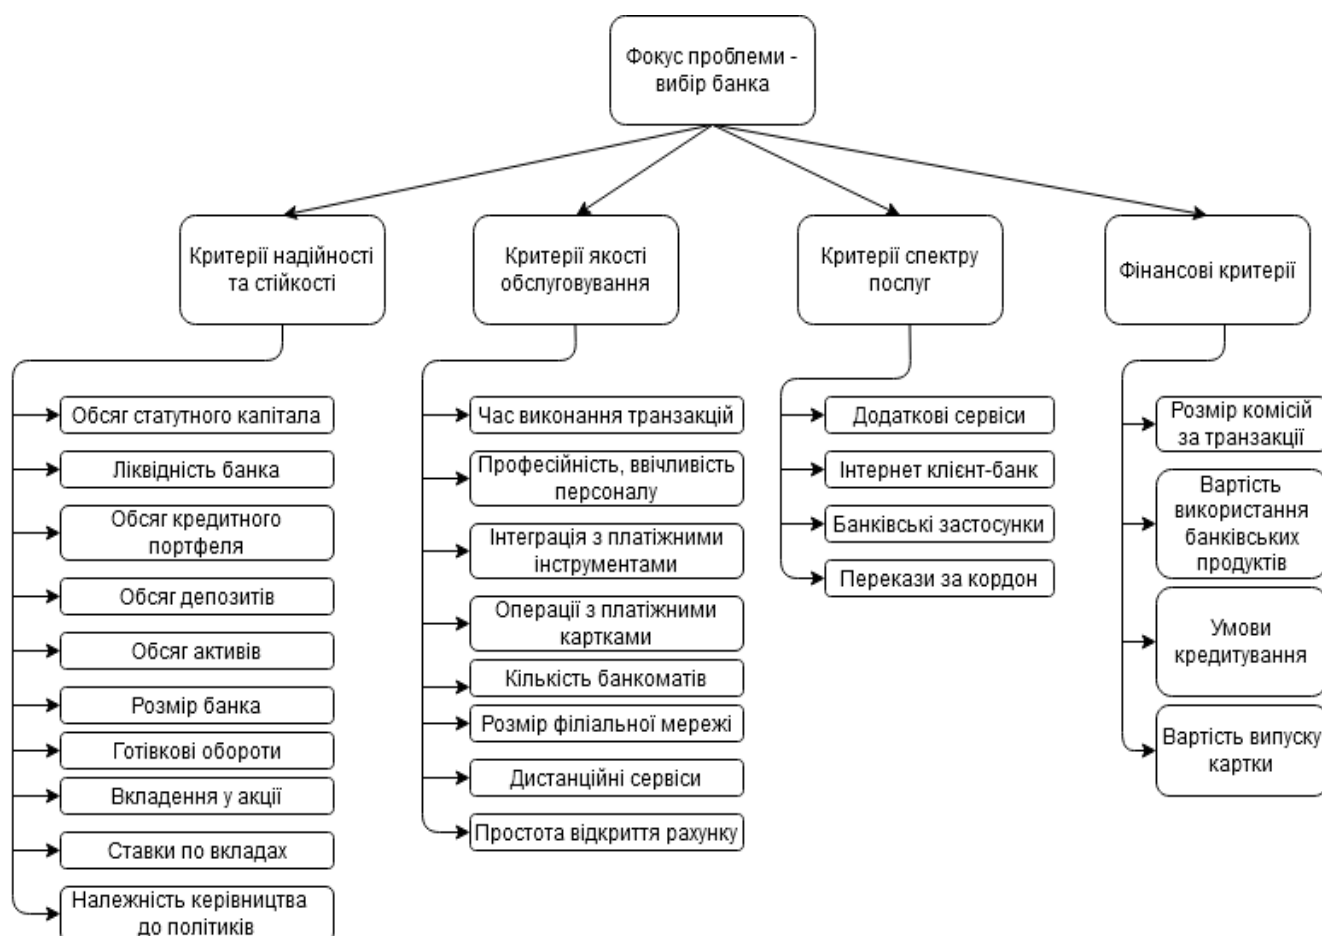 Фокус проблеми -
вибір банка
Критерії надійності
та стійкості
Критерії якості
обслуговування
Критерії спектру
послуг
Фінансові критерії
Обсяг статутного капітала
Ліквідність банка
Обсяг кредитного
портфеля
Обсяг депозитів
Обсяг активів
Розмір банка
Готівкові обороти
Вкладення у акції
Ставки по вкладах
Належність керівництва
до політиків
Час виконання транзакцій
Професійність, ввічливість
персоналу
Інтеграція з платіжними
інструментами
Операції з платіжними
картками
Кількість банкоматів
Розмір філіальної мережі
Дистанційні сервіси
Простота відкриття рахунку
Додаткові сервіси
Інтернет клієнт-банк
Банківські застосунки
Перекази за кордон
Розмір комісій
за транзакції
Вартість
використання
банківських
продуктів
Умови
кредитування
Вартість випуску
картки